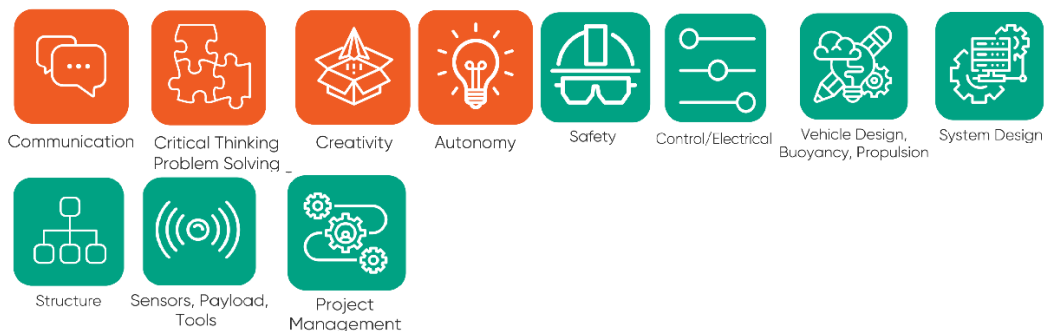 Communication
Critical Thinking
Problem Solving _
Creativity
Autonomy
Safety
Control/Electrical
Vehicle Design,
Buoyancy, Propulsion
System Design
Structure
Sensors, Payload,
Tools
Project
Management